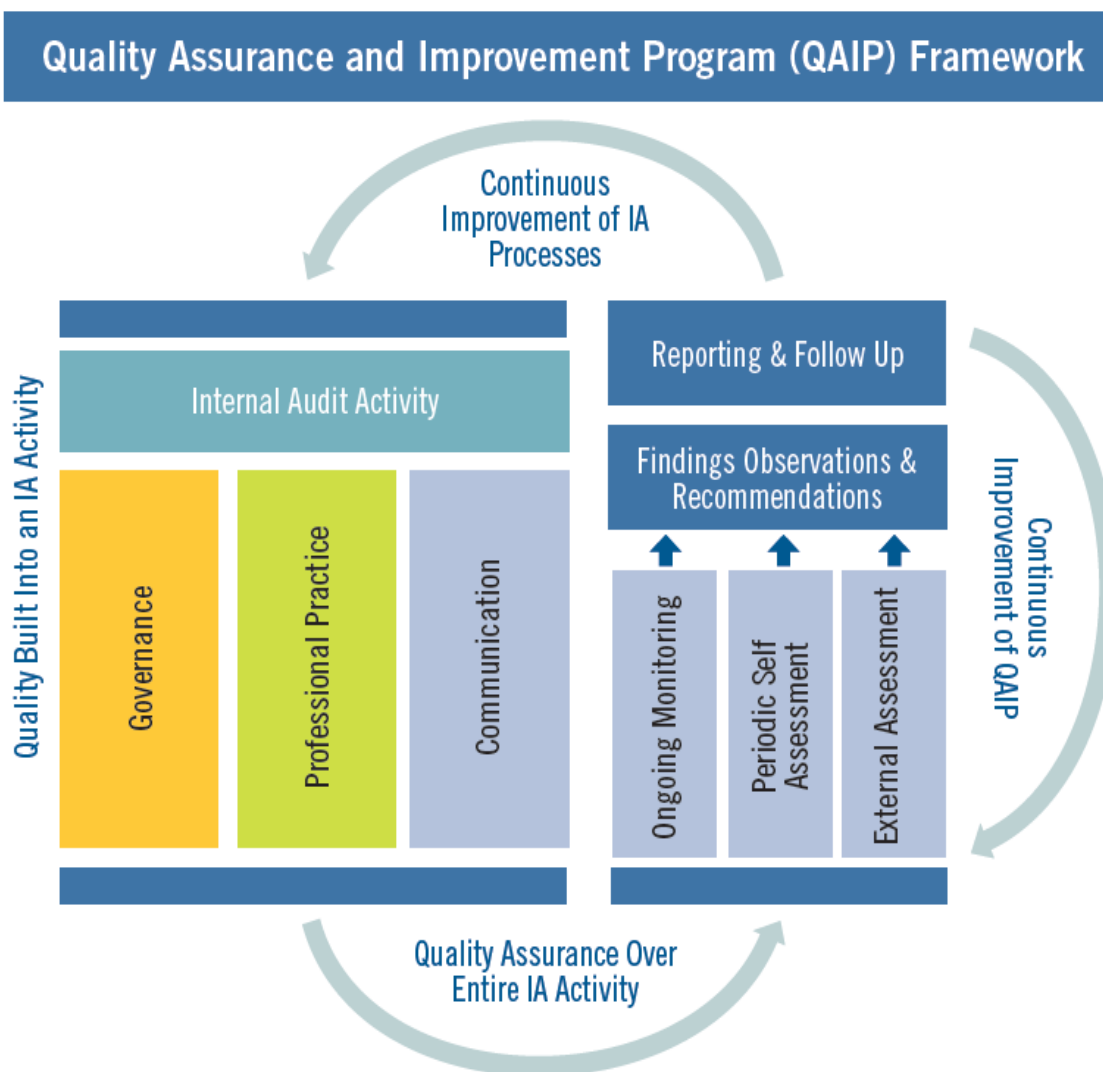 Quality Assurance and Improvement Program (QAIP) Framework
Continuous
Improvement of IA
Processes
Quality Built Into an IA Activity
Internal Audit Activity
Governance
Professional Practice
Communication
Reporting & Follow Up
Findings Observations &
Recommendations
Ongoing Monitoring
Periodic Self
Assessment
External Assessment
Continuous
Improvement of QAIP
Quality Assurance Over
Entire IA Activity